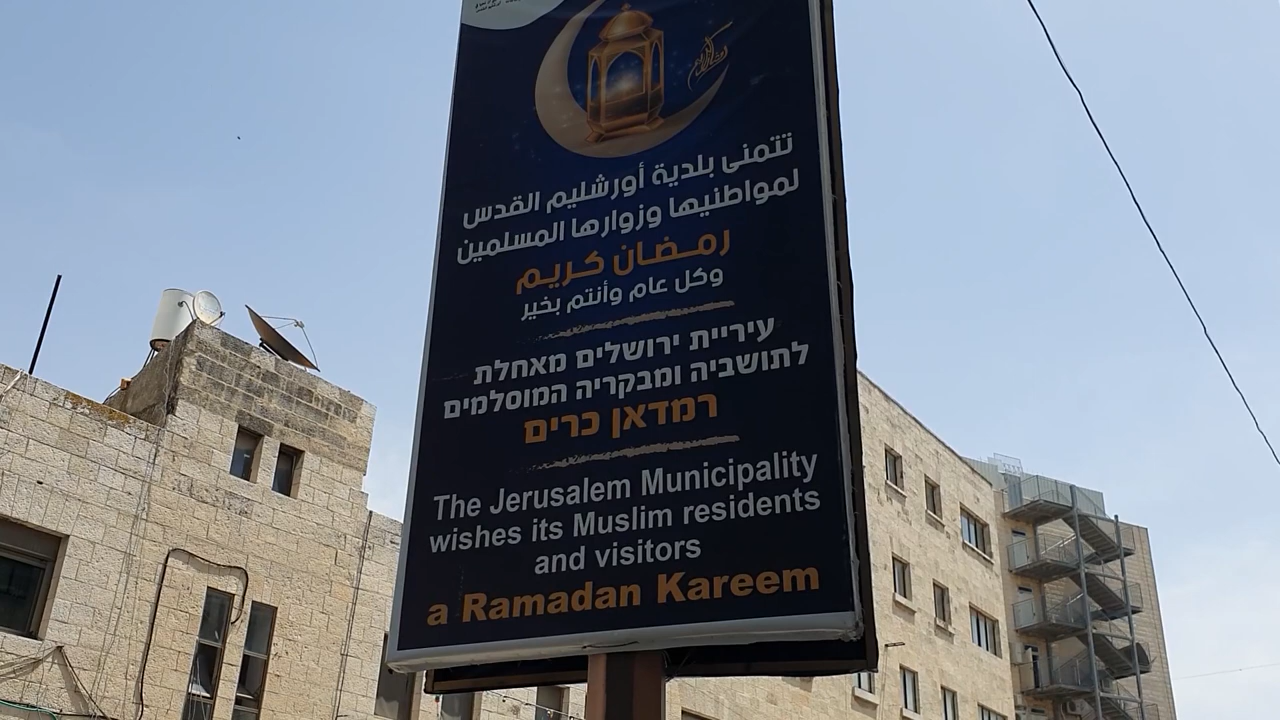 تتمنى بلدية أورشليم القدس
لمواطنيها وزوارها المسلمين
رمضان كريم
وكل عام وأنتم بخير
עיריית ירושלים מאחלת
לתושביה ומבקריה המוסלמים
רמדאן כרים
The Jerusalem Municipality
wishes its Muslim residents
and visitors
a Ramadan Kareem